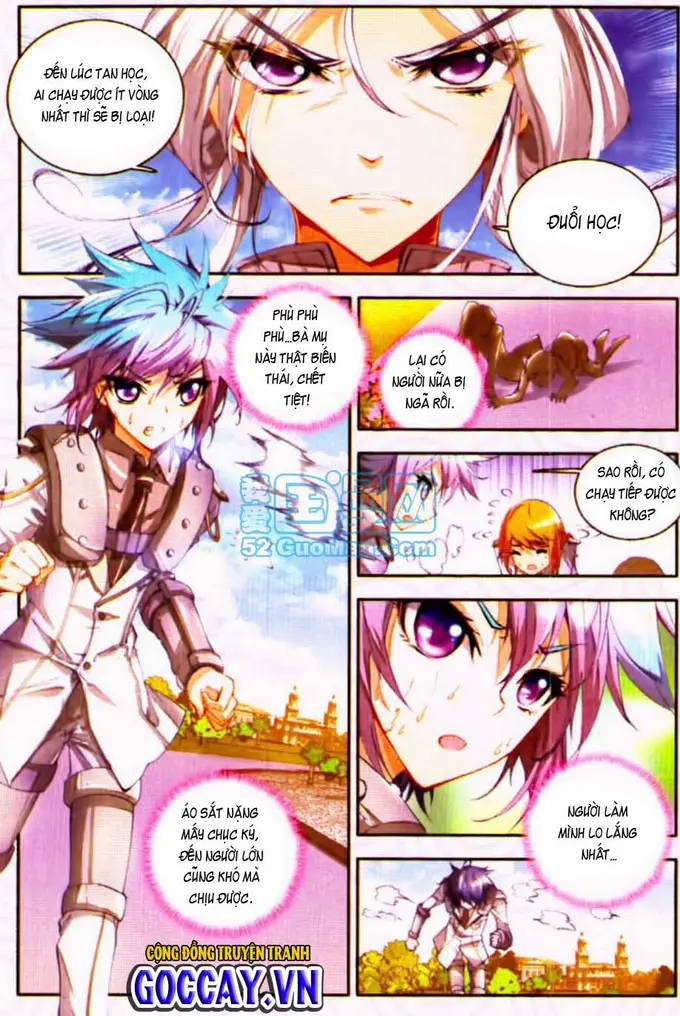 ĐẾN LÚC TAN HỌC,
AI CHẠY ĐƯỢC ÍT VÒNG
NHẤT THÌ SẼ BỊ LOẠI!
ĐUỔI HỌC!
PHÙ PHÙ
PHÙ...BÀ MỤ
NÀY THẬT BIẾN
THÁI, CHẾT
TIỆT!
LẠI CÓ
NGƯỜI NỮA BỊ
NGÃ RỒI.
SAO RỒI, CÓ
CHẠY TIẾP ĐƯỢC
KHÔNG?
我爱
52GuoMan.Com
ÁO SẮT NẶNG
MẤY CHỤC KÝ,
ĐẾN NGƯỜI LỚN
CŨNG KHÓ MÀ
CHỊU ĐƯỢC.
NGƯỜI LÀM
MÌNH LO LẮNG
NHẤT...
CỘNG ĐỒNG TRUYỆN TRANH
GOCCAY.VN